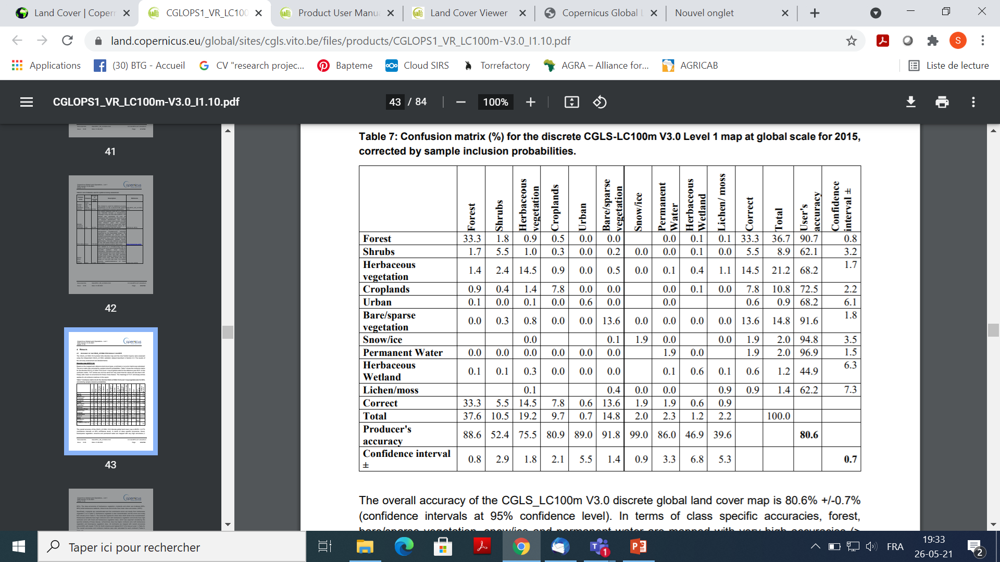 Land Cover | Coper
CGLOPS1_VR_LC100
Product User Manu
Land Cover Viewer
Copernicus Global
Nouvel onglet
land.copernicus.eu/global/sites/cgls.vito.be/files/products/CGLOPS1_VR_LC100m-V3.0_I1.10.pdf
S
Applications
(30) BTG - Accueil
CV "research projec...
Bapteme
Cloud SIRS
Torrefactory
AGRA – Alliance for...
AGRICAB
Liste de lecture
CGLOPS1_VR_LC100m-V3.0_I1.10.pdf
43 / 84
100%
41
42
43
Table 7: Confusion matrix (%) for the discrete CGLS-LC100m V3.0 Level 1 map at global scale for 2015,
corrected by sample inclusion probabilities.
Forest Shrubs Herbaceous vegetation Croplands Urban Bare/sparse vegetation Snow/ice Permanent Water Herbaceous Wetland Lichen/ moss Correct Total User's accuracy Confidence interval ±
Forest 33.3 1.8 0.9 0.5 0.0 0.0 0.0 0.1 0.1 33.3 36.7 90.7 0.8
Shrubs 1.7 5.5 1.0 0.3 0.0 0.2 0.0 0.0 0.1 0.0 5.5 8.9 62.1 3.2
Herbaceous
vegetation 1.4 2.4 14.5 0.9 0.0 0.5 0.0 0.1 0.4 1.1 14.5 21.2 68.2 1.7
Croplands 0.9 0.4 1.4 7.8 0.0 0.0 0.0 0.1 0.0 7.8 10.8 72.5 2.2
Urban 0.1 0.0 0.1 0.0 0.6 0.0 0.0 0.6 0.9 68.2 6.1
Bare/sparse
vegetation 0.0 0.3 0.8 0.0 0.0 13.6 0.0 0.0 0.0 0.0 13.6 14.8 91.6 1.8
Snow/ice 0.0 0.1 1.9 0.0 0.0 1.9 2.0 94.8 3.5
Permanent Water 0.0 0.0 0.0 0.0 0.0 0.0 1.9 0.0 1.9 2.0 96.9 1.5
Herbaceous
Wetland 0.1 0.1 0.3 0.0 0.0 0.0 0.1 0.6 0.1 0.6 1.2 44.9 6.3
Lichen/moss 0.1 0.4 0.0 0.0 0.9 0.9 1.4 62.2 7.3
Correct 33.3 5.5 14.5 7.8 0.6 13.6 1.9 1.9 0.6 0.9
Total 37.6 10.5 19.2 9.7 0.7 14.8 2.0 2.3 1.2 2.2 100.0
Producer's
accuracy 88.6 52.4 75.5 80.9 89.0 91.8 99.0 86.0 46.9 39.6 80.6
Confidence interval
± 0.8 2.9 1.8 2.1 5.5 1.4 0.9 3.3 6.8 5.3 0.7
The overall accuracy of the CGLS_LC100m V3.0 discrete global land cover map is 80.6% +/-0.7%
(confidence intervals at 95% confidence level). In terms of class specific accuracies, forest,
bare/sparse vegetation, snow/ice and permanent water are mapped with very high accuracies (>
Taper ici pour rechercher
1
FRA
19:33
26-05-21
2